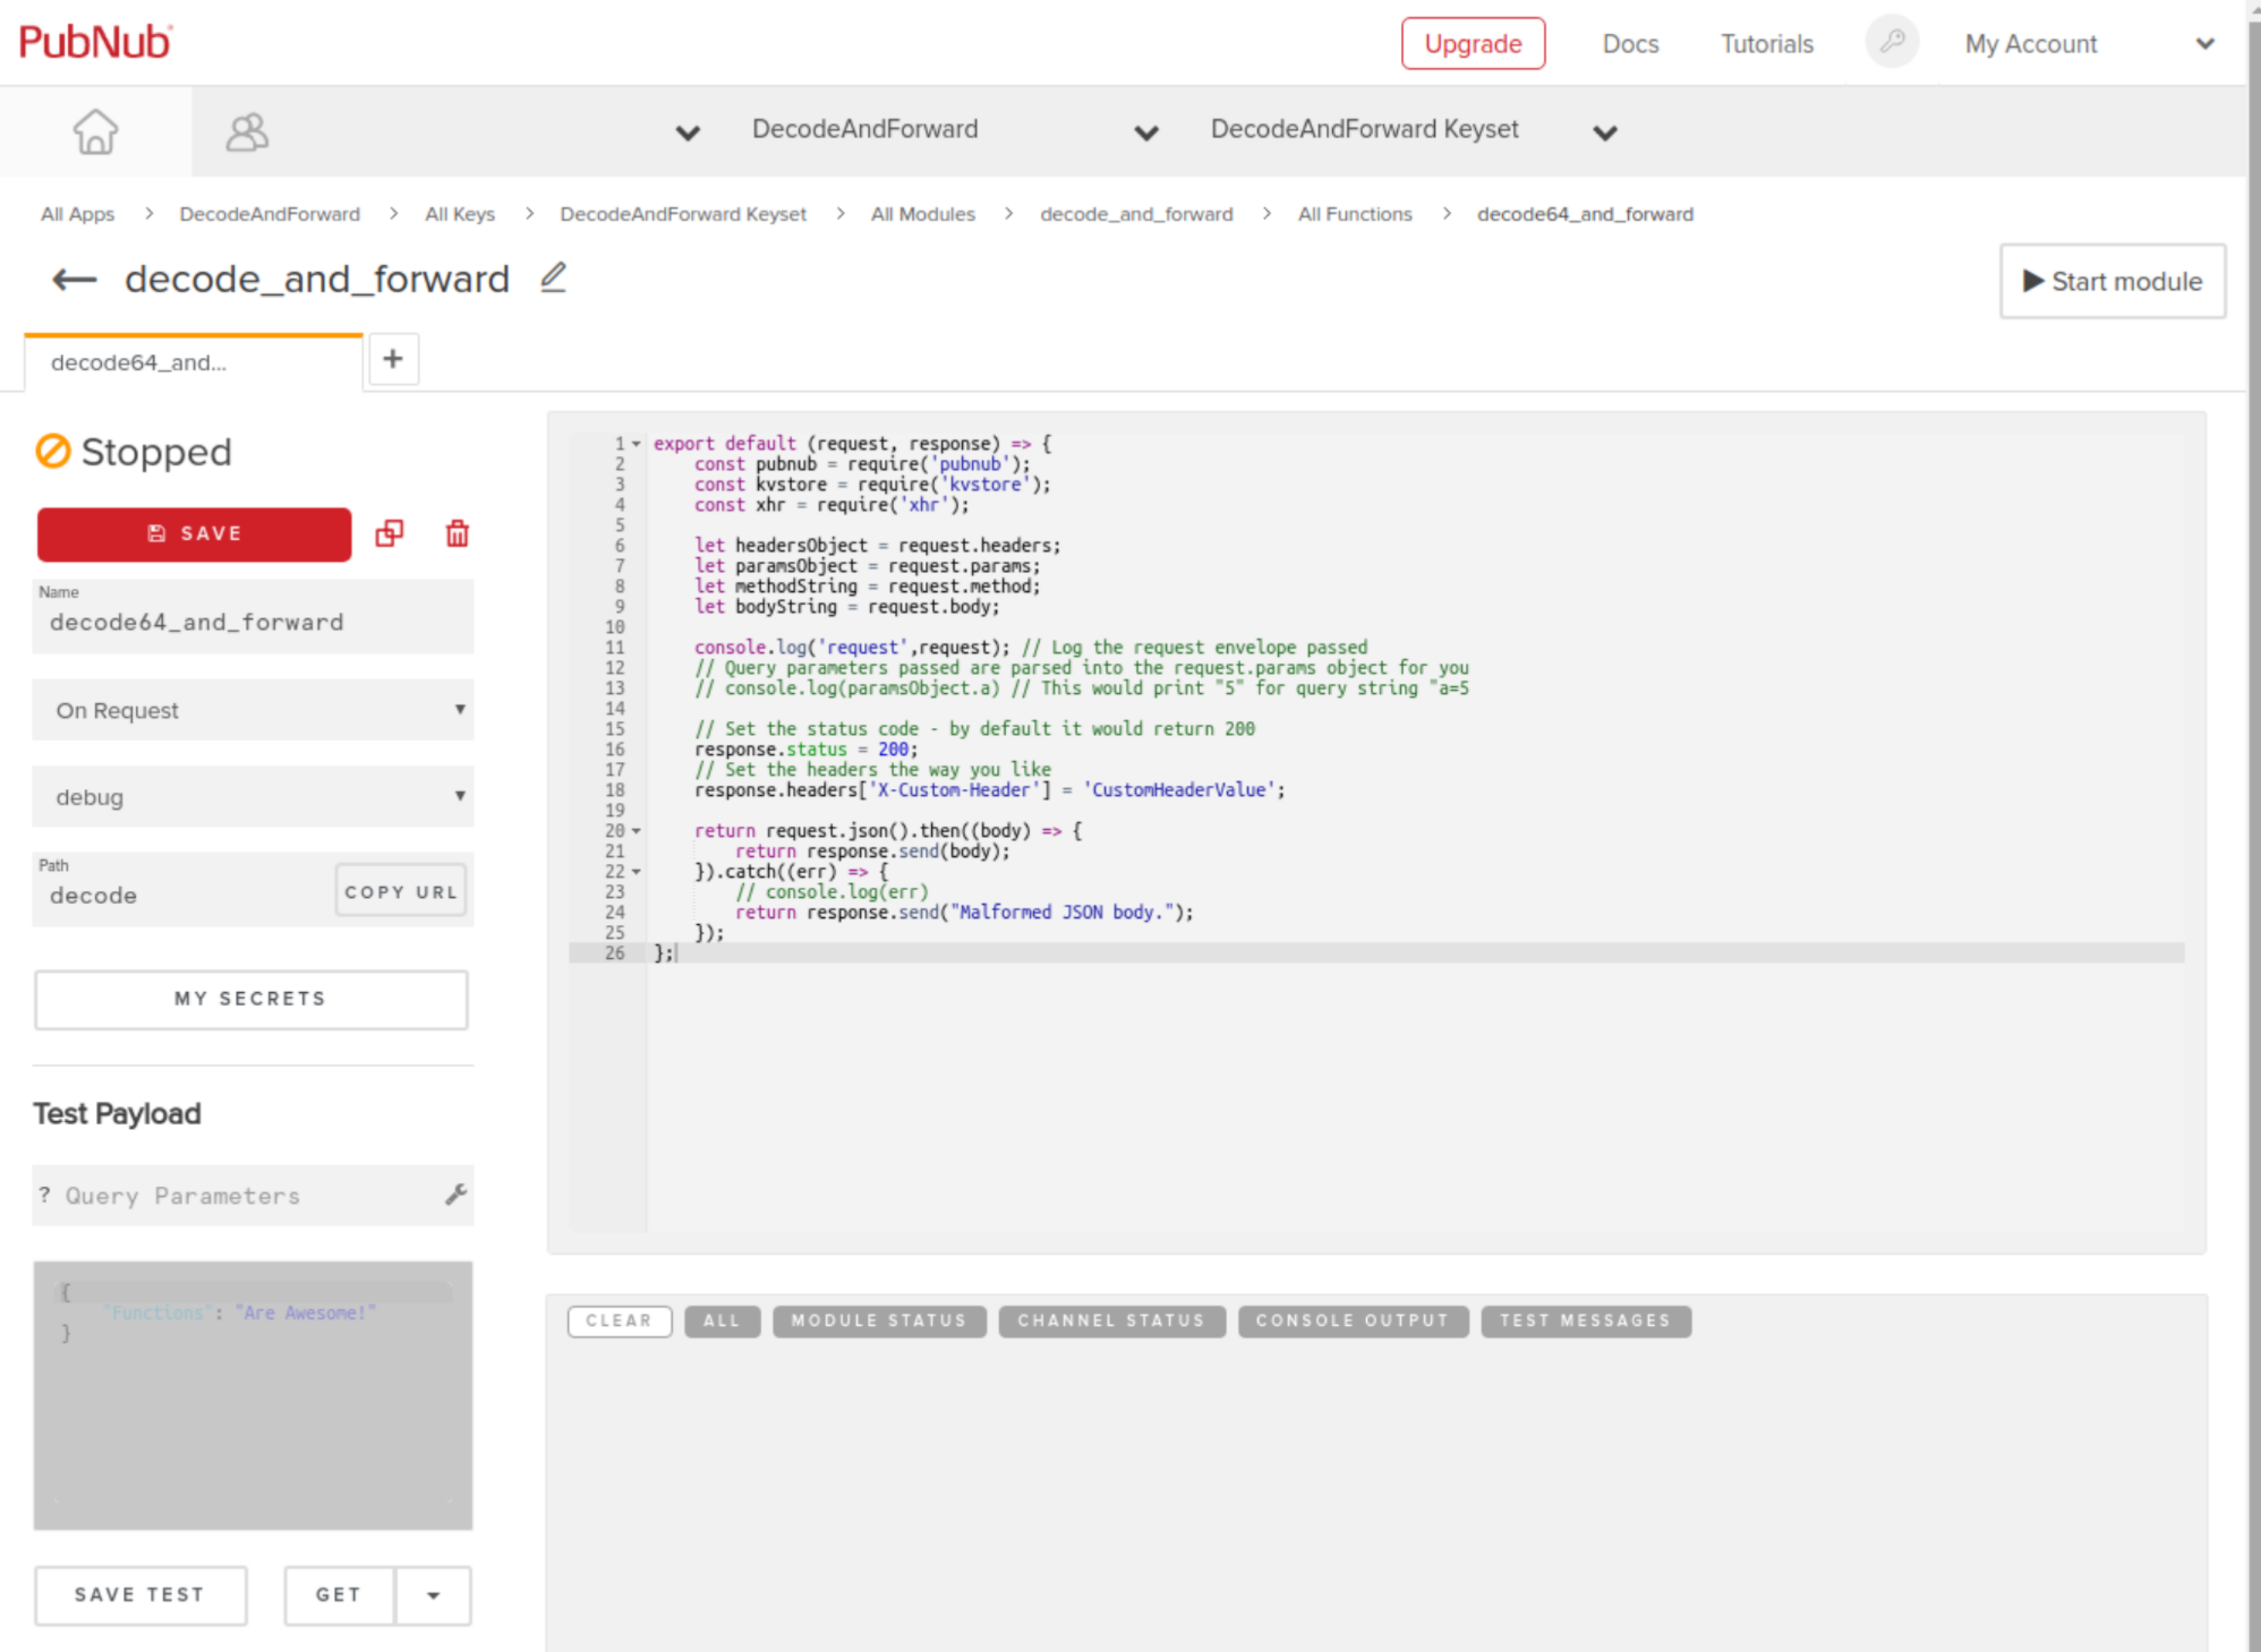 PubNub
Upgrade Docs Tutorials My Account
DecodeAndForward DecodeAndForward Keyset
All Apps > DecodeAndForward > All Keys > DecodeAndForward Keyset > All Modules > decode_and_forward > All Functions > decode64_and_forward
decode_and_forward
Start module
decode64_and...
+
Stopped
SAVE
Name
decode64_and_forward
On Request
debug
Path
decode
COPY URL
MY SECRETS
Test Payload
? Query Parameters
{
"Functions": "Are Awesome!"
}
SAVE TEST GET
1 export default (request, response) => {
2 const pubnub = require('pubnub');
3 const kvstore = require('kvstore');
4 const xhr = require('xhr');
5
6 let headersObject = request.headers;
7 let paramsObject = request.params;
8 let methodString = request.method;
9 let bodyString = request.body;
10
11 console.log('request',request); // Log the request envelope passed
12 // Query parameters passed are parsed into the request.params object for you
13 // console.log(paramsObject.a) // This would print "5" for query string "a=5
14
15 // Set the status code - by default it would return 200
16 response.status = 200;
17 // Set the headers the way you like
18 response.headers['X-Custom-Header'] = 'CustomHeaderValue';
19
20 return request.json().then((body) => {
21 return response.send(body);
22 }).catch((err) => {
23 // console.log(err)
24 return response.send("Malformed JSON body.");
25 });
26 };
CLEAR ALL MODULE STATUS CHANNEL STATUS CONSOLE OUTPUT TEST MESSAGES